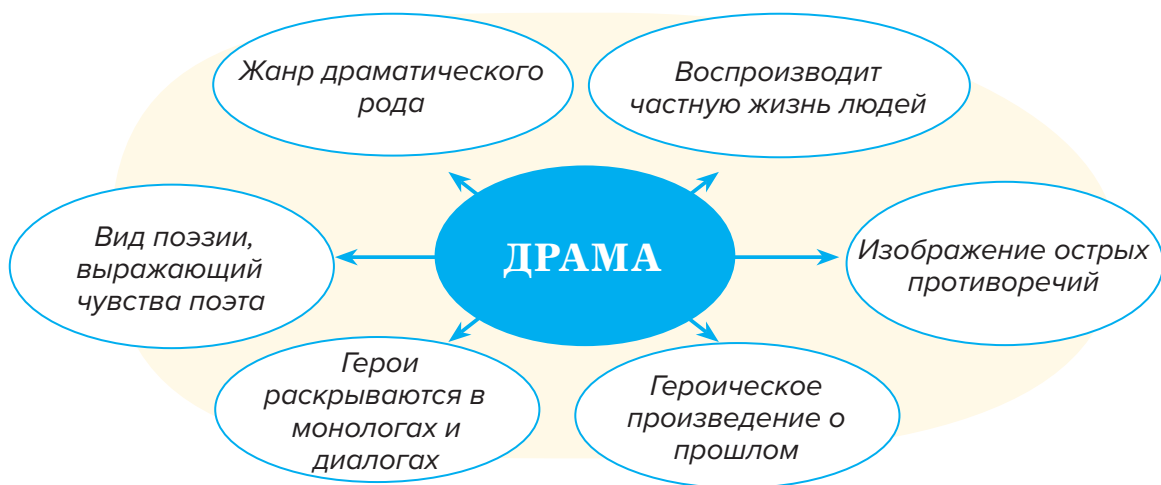 Жанр драматического
рода
Воспроизводит
частную жизнь людей
Вид поэзии,
выражающий
чувства поэта
ДРАМА
Изображение острых
противоречий
Герои
раскрываются в
монологах и
диалогах
Героическое
произведение о
прошлом